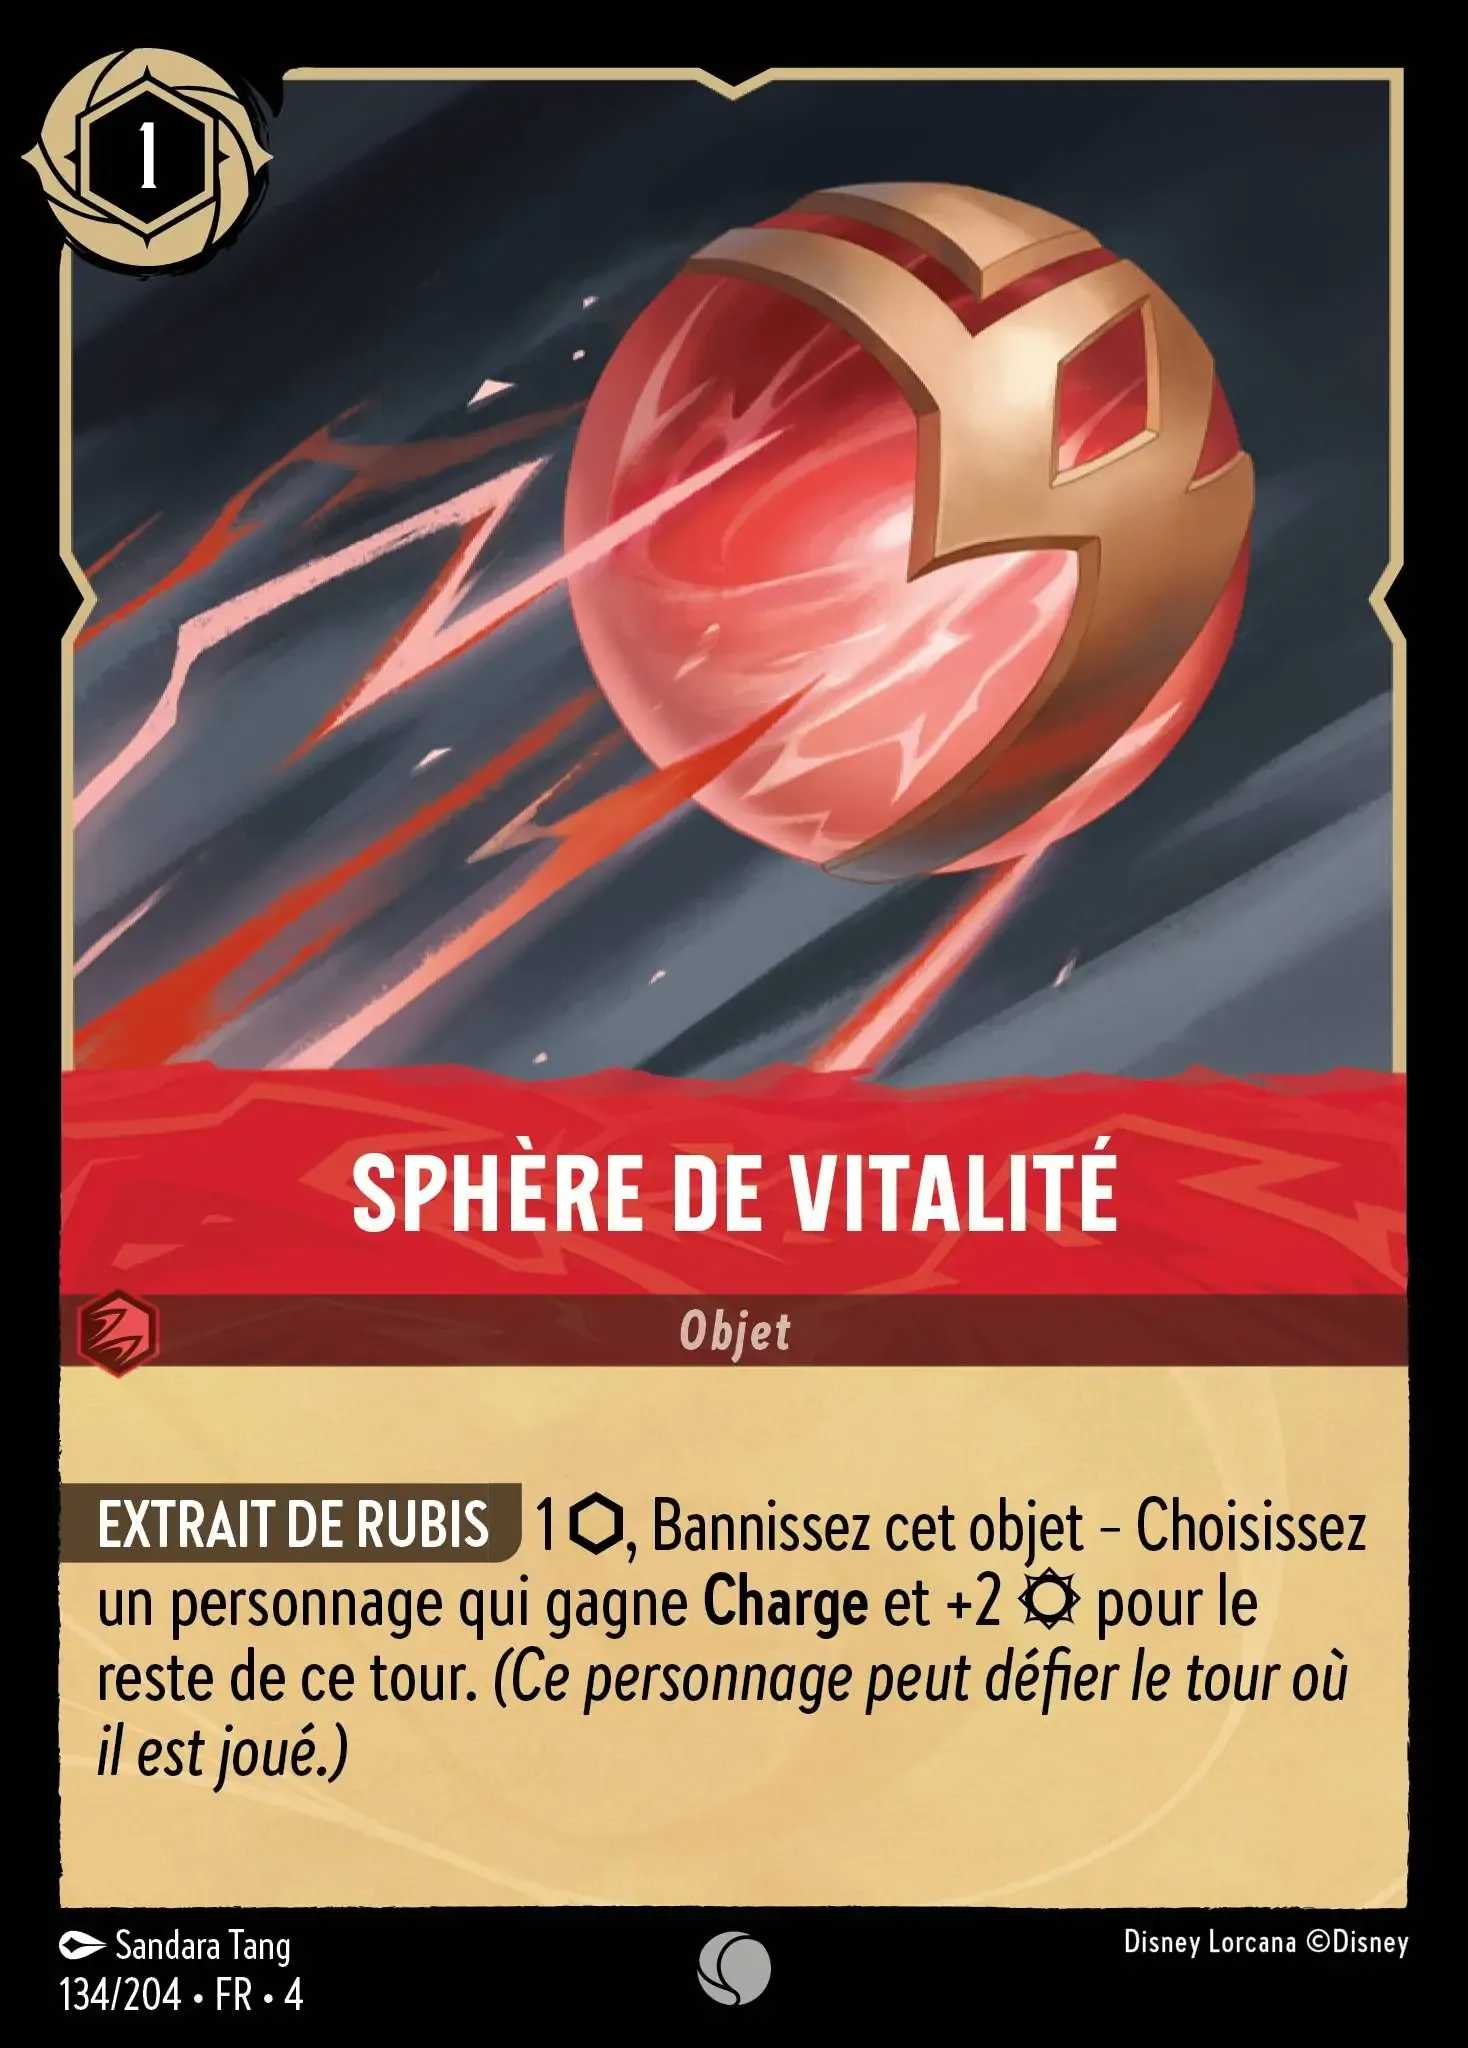 1
SPHÈRE DE VITALITÉ
Objet
EXTRAIT DE RUBIS 1 ⬡, Bannissez cet objet – Choisissez
un personnage qui gagne Charge et +2 ¤ pour le
reste de ce tour. (Ce personnage peut défier le tour où
il est joué.)
Sandara Tang
Disney Lorcana ©Disney
134/204 • FR • 4